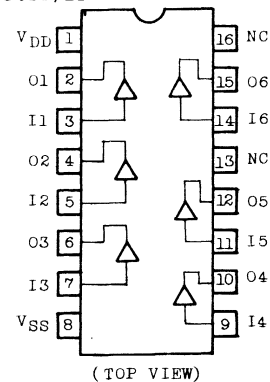 VDD 1 16 NC
O1 2 15 O6
I1 3 14 I6
O2 4 13 NC
I2 5 12 O5
O3 6 11 I5
I3 7 10 O4
VSS 8 9 I4
(TOP VIEW)